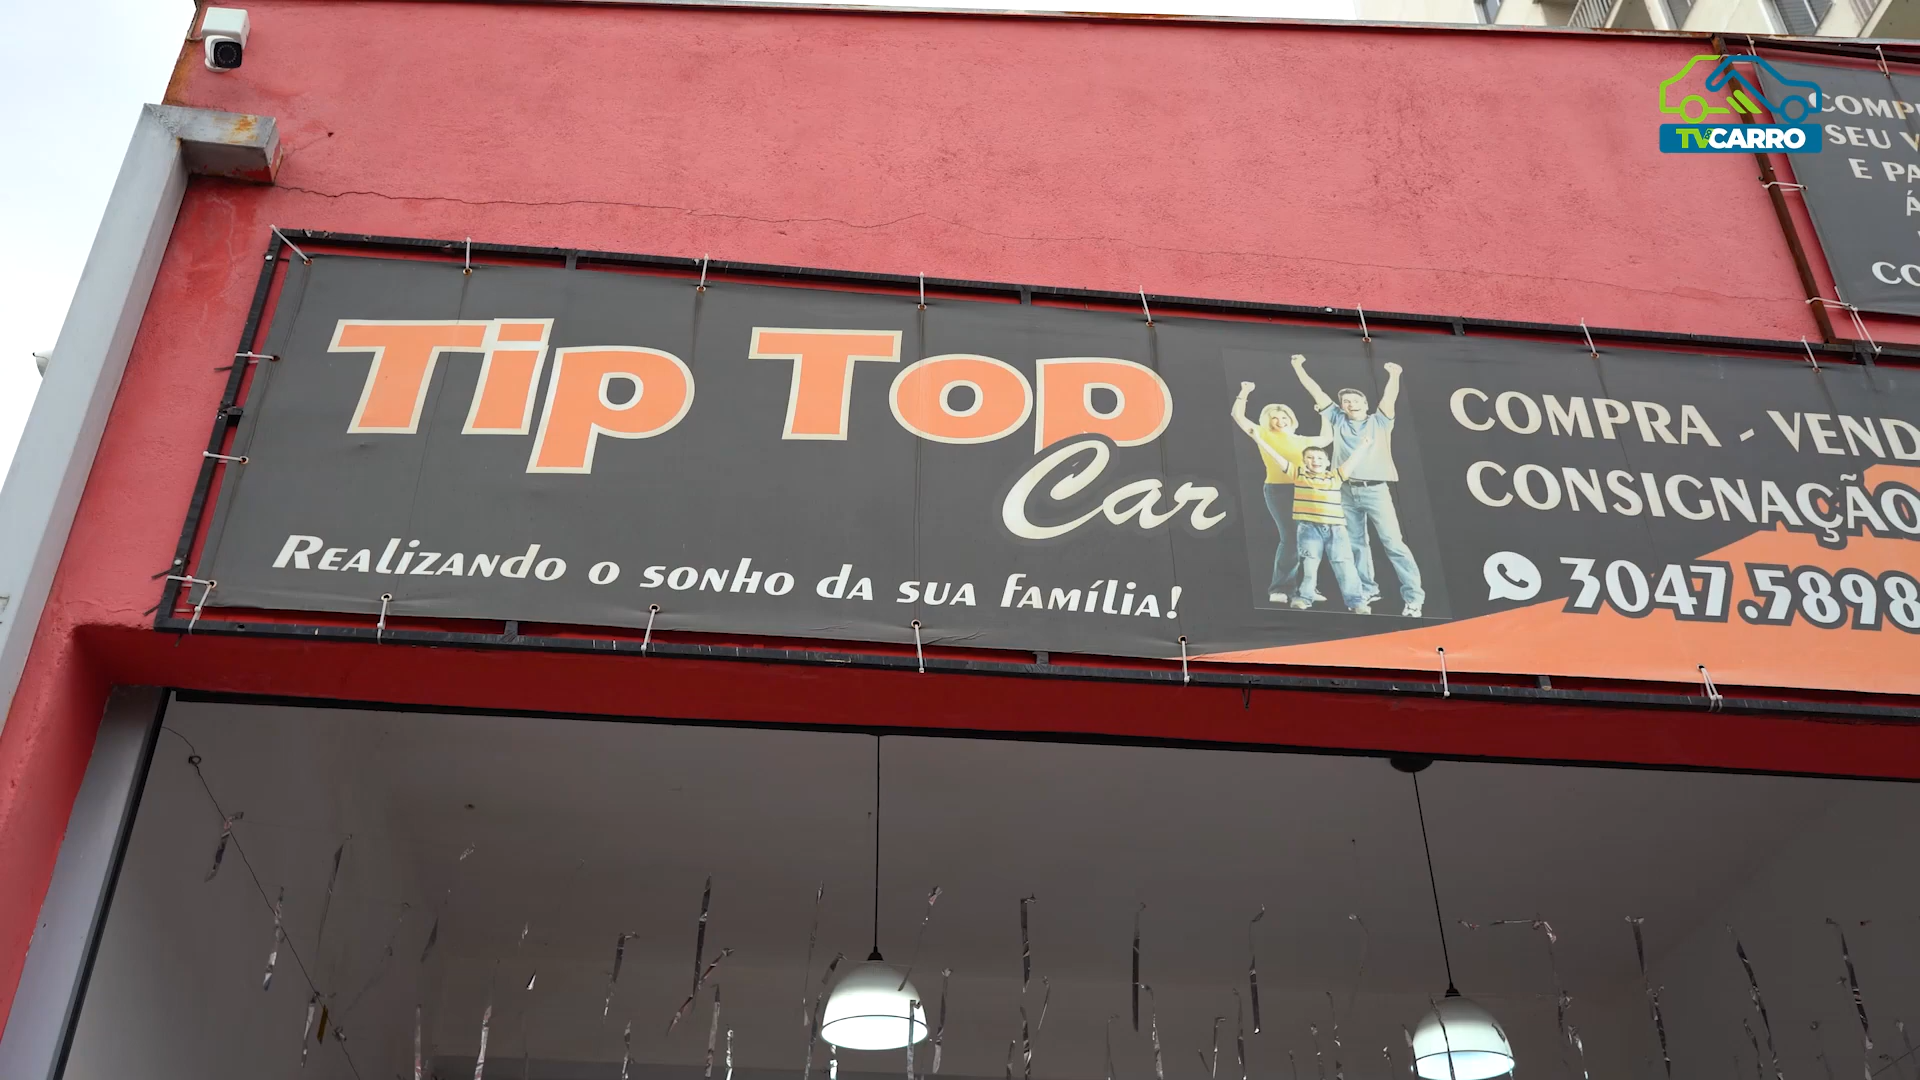 TV CARRO
COMP
SEU V
E PA
CO
Tip Top
Car
Realizando o sonho da sua família!
COMPRA - VEND
CONSIGNAÇÃO
3047.5898